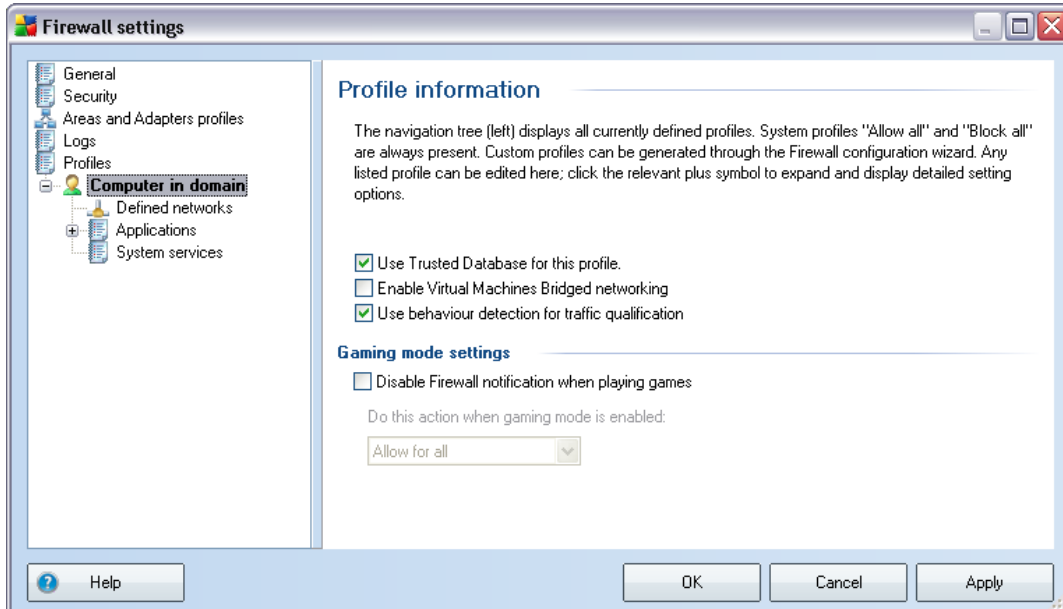 Firewall settings
General
Security
Areas and Adapters profiles
Logs
Profiles
Computer in domain
Defined networks
Applications
System services
Profile information
The navigation tree (left) displays all currently defined profiles. System profiles "Allow all" and "Block all"
are always present. Custom profiles can be generated through the Firewall configuration wizard. Any
listed profile can be edited here; click the relevant plus symbol to expand and display detailed setting
options.
Use Trusted Database for this profile.
Enable Virtual Machines Bridged networking
Use behaviour detection for traffic qualification
Gaming mode settings
Disable Firewall notification when playing games
Do this action when gaming mode is enabled:
Allow for all
Help
OK
Cancel
Apply